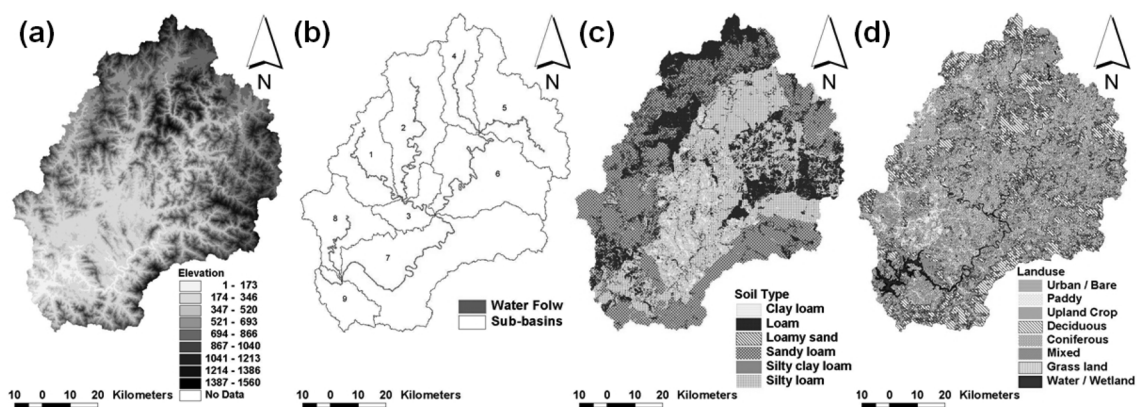 (a)
N
Elevation
1 - 173
174 - 346
347 - 520
521 - 693
694 - 866
867 - 1040
1041 - 1213
1214 - 1386
1387 - 1560
No Data
10 0 10 20 Kilometers
(b)
N
4
5
2
1
6
3
8
7
9
Water Folw
Sub-basins
10 0 10 20 Kilometers
(c)
N
Soil Type
Clay loam
Loam
Loamy sand
Sandy loam
Silty clay loam
Silty loam
10 0 10 20 Kilometers
(d)
N
Landuse
Urban / Bare
Paddy
Upland Crop
Deciduous
Coniferous
Mixed
Grass land
Water / Wetland
10 0 10 20 Kilometers